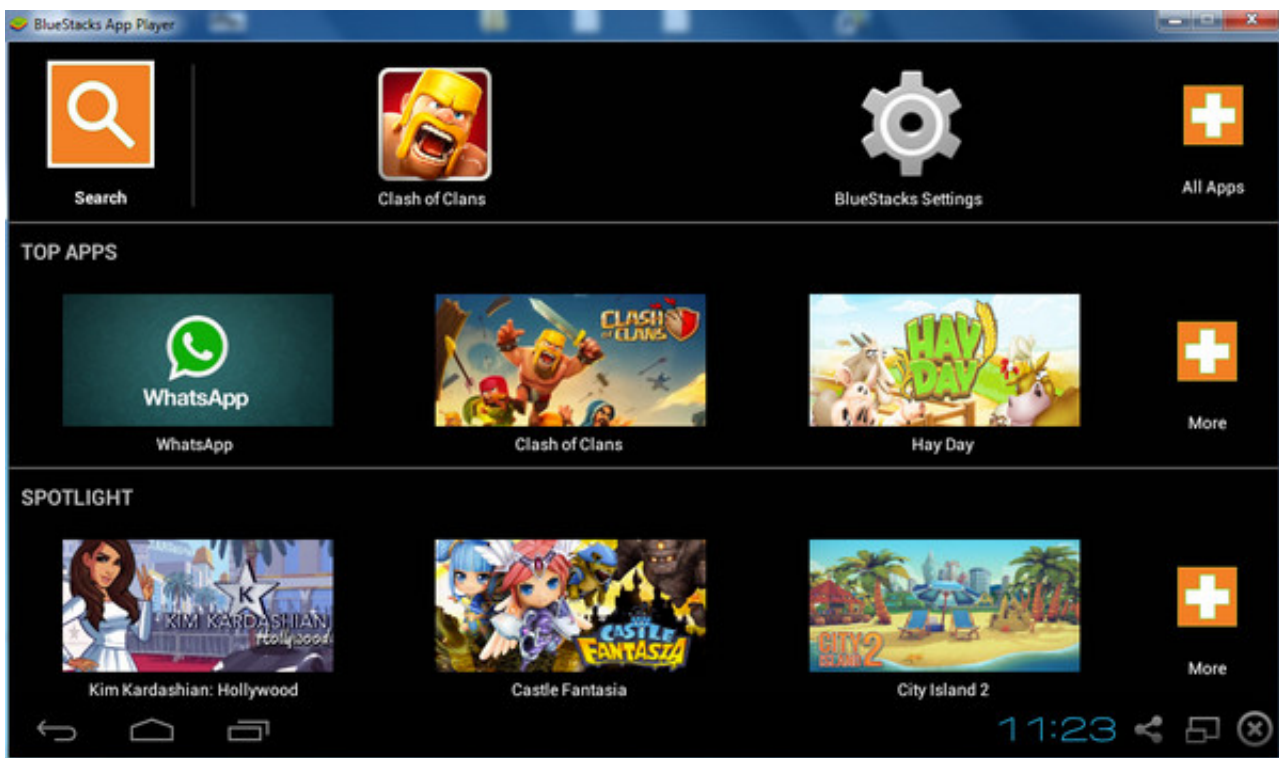 BlueStacks App Player
Search
Clash of Clans
BlueStacks Settings
All Apps
TOP APPS
WhatsApp
WhatsApp
CLASH
OF CLANS
Clash of Clans
HAY
DAY
Hay Day
More
SPOTLIGHT
K
KIM KARDASHIAN
Hollywood
Kim Kardashian: Hollywood
CASTLE
FANTASIA
Castle Fantasia
CITY
ISLAND 2
City Island 2
More
11:23